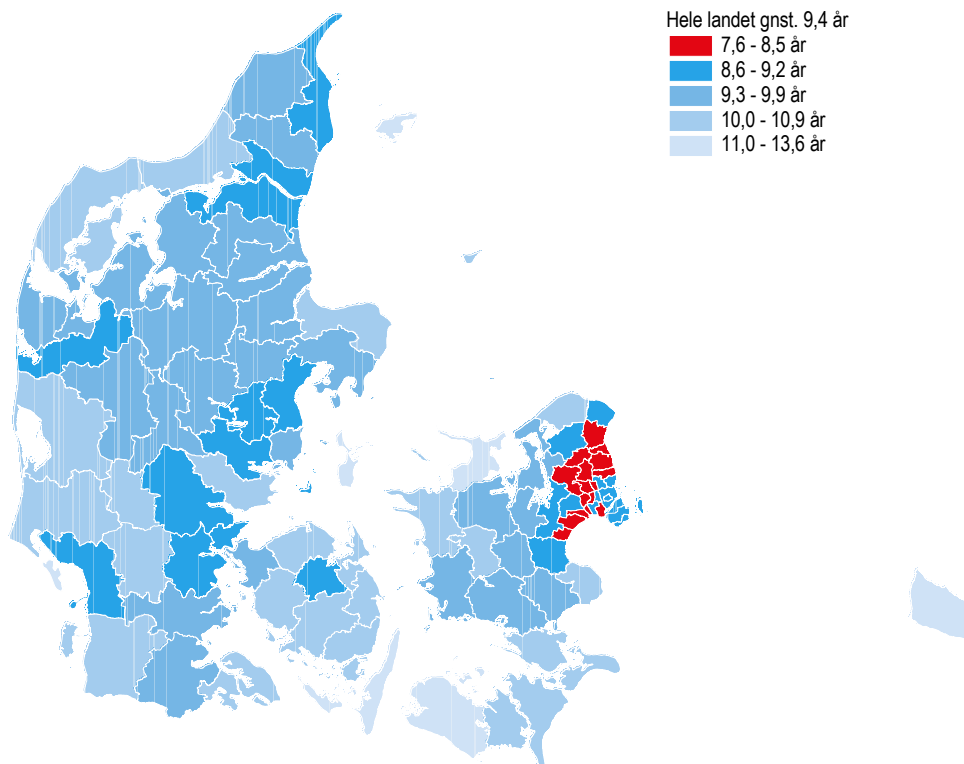 Hele landet gnst. 9,4 år
7,6 - 8,5 år
8,6 - 9,2 år
9,3 - 9,9 år
10,0 - 10,9 år
11,0 - 13,6 år